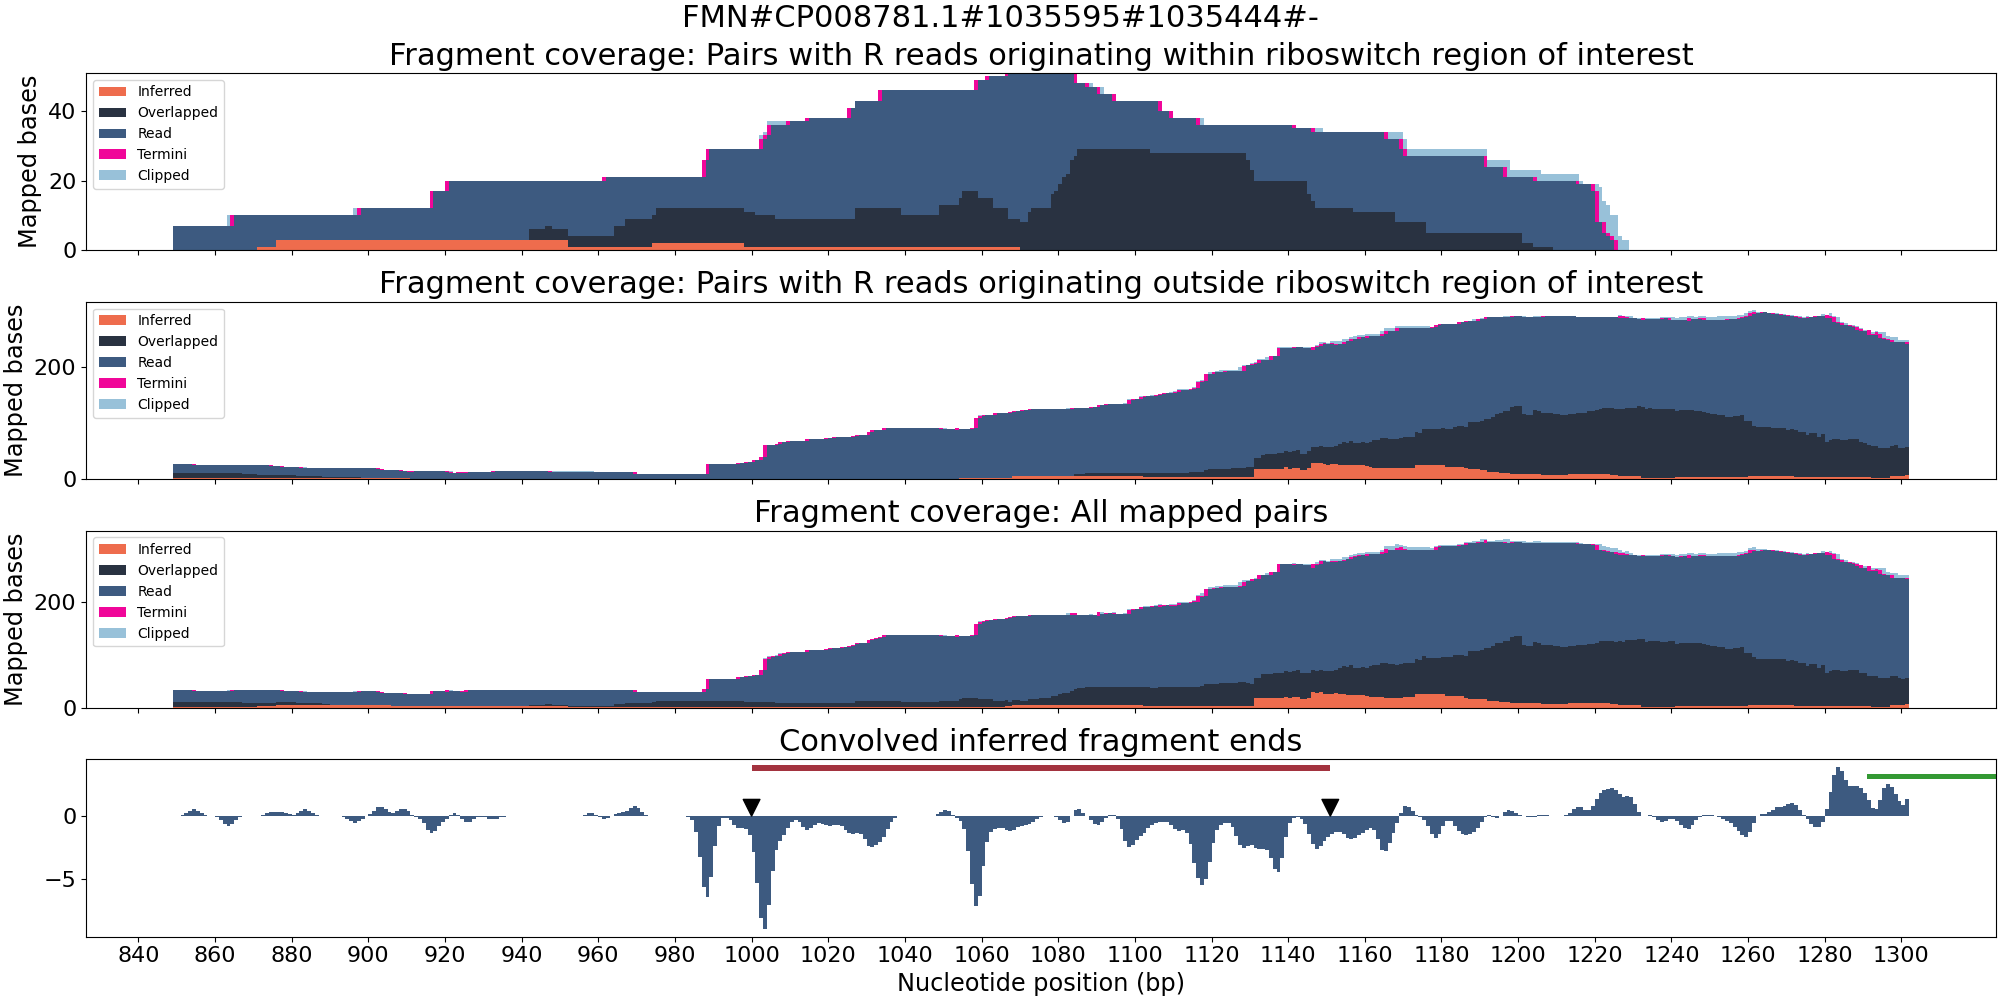 FMN#CP008781.1#1035595#1035444#-
Fragment coverage: Pairs with R reads originating within riboswitch region of interest
Mapped bases
40
20
0
Inferred
Overlapped
Read
Termini
Clipped
Fragment coverage: Pairs with R reads originating outside riboswitch region of interest
Mapped bases
200
0
Inferred
Overlapped
Read
Termini
Clipped
Fragment coverage: All mapped pairs
Mapped bases
200
0
Inferred
Overlapped
Read
Termini
Clipped
Convolved inferred fragment ends
0
−5
840 860 880 900 920 940 960 980 1000 1020 1040 1060 1080 1100 1120 1140 1160 1180 1200 1220 1240 1260 1280 1300
Nucleotide position (bp)